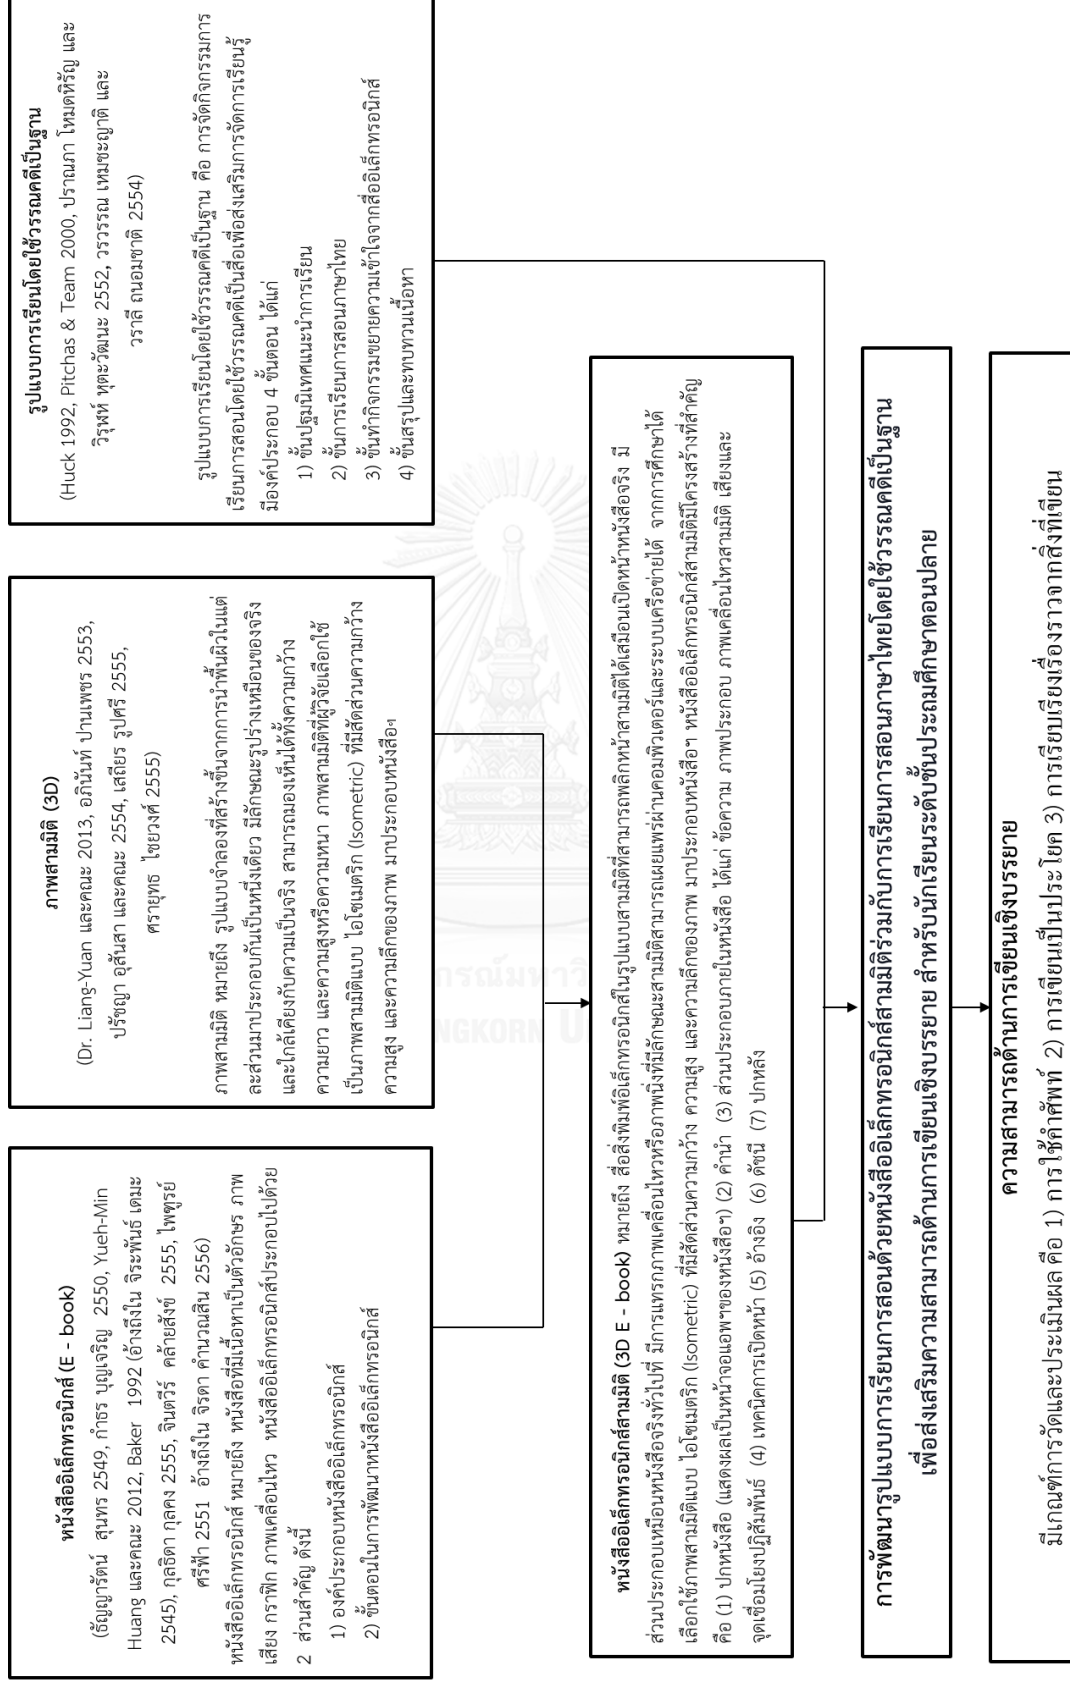 หนังสืออิเล็กทรอนิกส์ (E - book)
(ธัญญารัตน์ สุนทร 2549, กำธร บุญเจริญ 2550, Yueh-Min
Huang และคณะ 2012, Baker 1992 (อ้างถึงใน จิระพันธ์ เดมะ
2545), กุลธิดา กุลคง 2555, จินตวีร์ คล้ายสังข์ 2555, ไพฑูรย์
ศรีฟ้า 2551 อ้างถึงใน จิรดา คำนวณสิน 2556)
หนังสืออิเล็กทรอนิกส์ หมายถึง หนังสือที่มีเนื้อหาเป็นตัวอักษร ภาพ
เสียง กราฟิก ภาพเคลื่อนไหว หนังสืออิเล็กทรอนิกส์ประกอบไปด้วย
2 ส่วนสำคัญ ดังนี้
1) องค์ประกอบหนังสืออิเล็กทรอนิกส์
2) ขั้นตอนในการพัฒนาหนังสืออิเล็กทรอนิกส์
ภาพสามมิติ (3D)
(Dr. Liang-Yuan และคณะ 2013, อภินันท์ ปานเพชร 2553,
ปรัชญา อุสันสา และคณะ 2554, เสถียร รูปศรี 2555,
ศรายุทธ ไชยวงศ์ 2555)
ภาพสามมิติ หมายถึง รูปแบบจำลองที่สร้างขึ้นจากการนำพื้นผิวในแต่
ละส่วนมาประกอบกันเป็นหนึ่งเดียว มีลักษณะรูปร่างเหมือนของจริง
และใกล้เคียงกับความเป็นจริง สามารถมองเห็นได้ทั้งความกว้าง
ความยาว และความสูงหรือความหนา ภาพสามมิติที่ผู้วิจัยเลือกใช้
เป็นภาพสามมิติแบบ ไอโซเมตริก (Isometric) ที่มีสัดส่วนความกว้าง
ความสูง และความลึกของภาพ มาประกอบหนังสือฯ
รูปแบบการเรียนโดยใช้วรรณคดีเป็นฐาน
(Huck 1992, Pitchas & Team 2000, ปราณภา โหมดหิรัญ และ
วิรุฬห์ หุตะวัฒนะ 2552, วรวรรณ เหมชะญาติ และ
วราลี ถนอมชาติ 2554)
รูปแบบการเรียนโดยใช้วรรณคดีเป็นฐาน คือ การจัดกิจกรรมการ
เรียนการสอนโดยใช้วรรณคดีเป็นสื่อเพื่อส่งเสริมการจัดการเรียนรู้
มีองค์ประกอบ 4 ขั้นตอน ได้แก่
1) ขั้นปฐมนิเทศแนะนำการเรียน
2) ขั้นการเรียนการสอนภาษาไทย
3) ขั้นทำกิจกรรมขยายความเข้าใจจากสื่ออิเล็กทรอนิกส์
4) ขั้นสรุปและทบทวนเนื้อหา
หนังสืออิเล็กทรอนิกส์สามมิติ (3D E - book) หมายถึง สื่อสิ่งพิมพ์อิเล็กทรอนิกส์ในรูปแบบสามมิติที่สามารถพลิกหน้าสามมิติได้เสมือนเปิดหน้าหนังสือจริง มี
ส่วนประกอบเหมือนหนังสือจริงทั่วไปที่ มีการแทรกภาพเคลื่อนไหวหรือภาพนิ่งที่มีลักษณะสามมิติสามารถเผยแพร่ผ่านคอมพิวเตอร์และระบบเครือข่ายได้ จากการศึกษาได้
เลือกใช้ภาพสามมิติแบบ ไอโซเมตริก (Isometric) ที่มีสัดส่วนความกว้าง ความสูง และความลึกของภาพ มาประกอบหนังสือฯ หนังสืออิเล็กทรอนิกส์สามมิติมีโครงสร้างที่สำคัญ
คือ (1) ปกหนังสือ (แสดงผลเป็นหน้าจอแอพฯของหนังสือฯ) (2) คำนำ (3) ส่วนประกอบภายในหนังสือ ได้แก่ ข้อความ ภาพประกอบ ภาพเคลื่อนไหวสามมิติ เสียงและ
จุดเชื่อมโยงปฏิสัมพันธ์ (4) เทคนิคการเปิดหน้า (5) อ้างอิง (6) ดัชนี (7) ปกหลัง
การพัฒนารูปแบบการเรียนการสอนด้วยหนังสืออิเล็กทรอนิกส์สามมิติร่วมกับการเรียนการสอนภาษาไทยโดยใช้วรรณคดีเป็นฐาน
เพื่อส่งเสริมความสามารถด้านการเขียนเชิงบรรยาย สำหรับนักเรียนระดับชั้นประถมศึกษาตอนปลาย
ความสามารถด้านการเขียนเชิงบรรยาย
มีเกณฑ์การวัดและประเมินผล คือ 1) การใช้คำศัพท์ 2) การเขียนเป็นประโยค 3) การเรียบเรียงเรื่องราวจากสิ่งที่เขียน